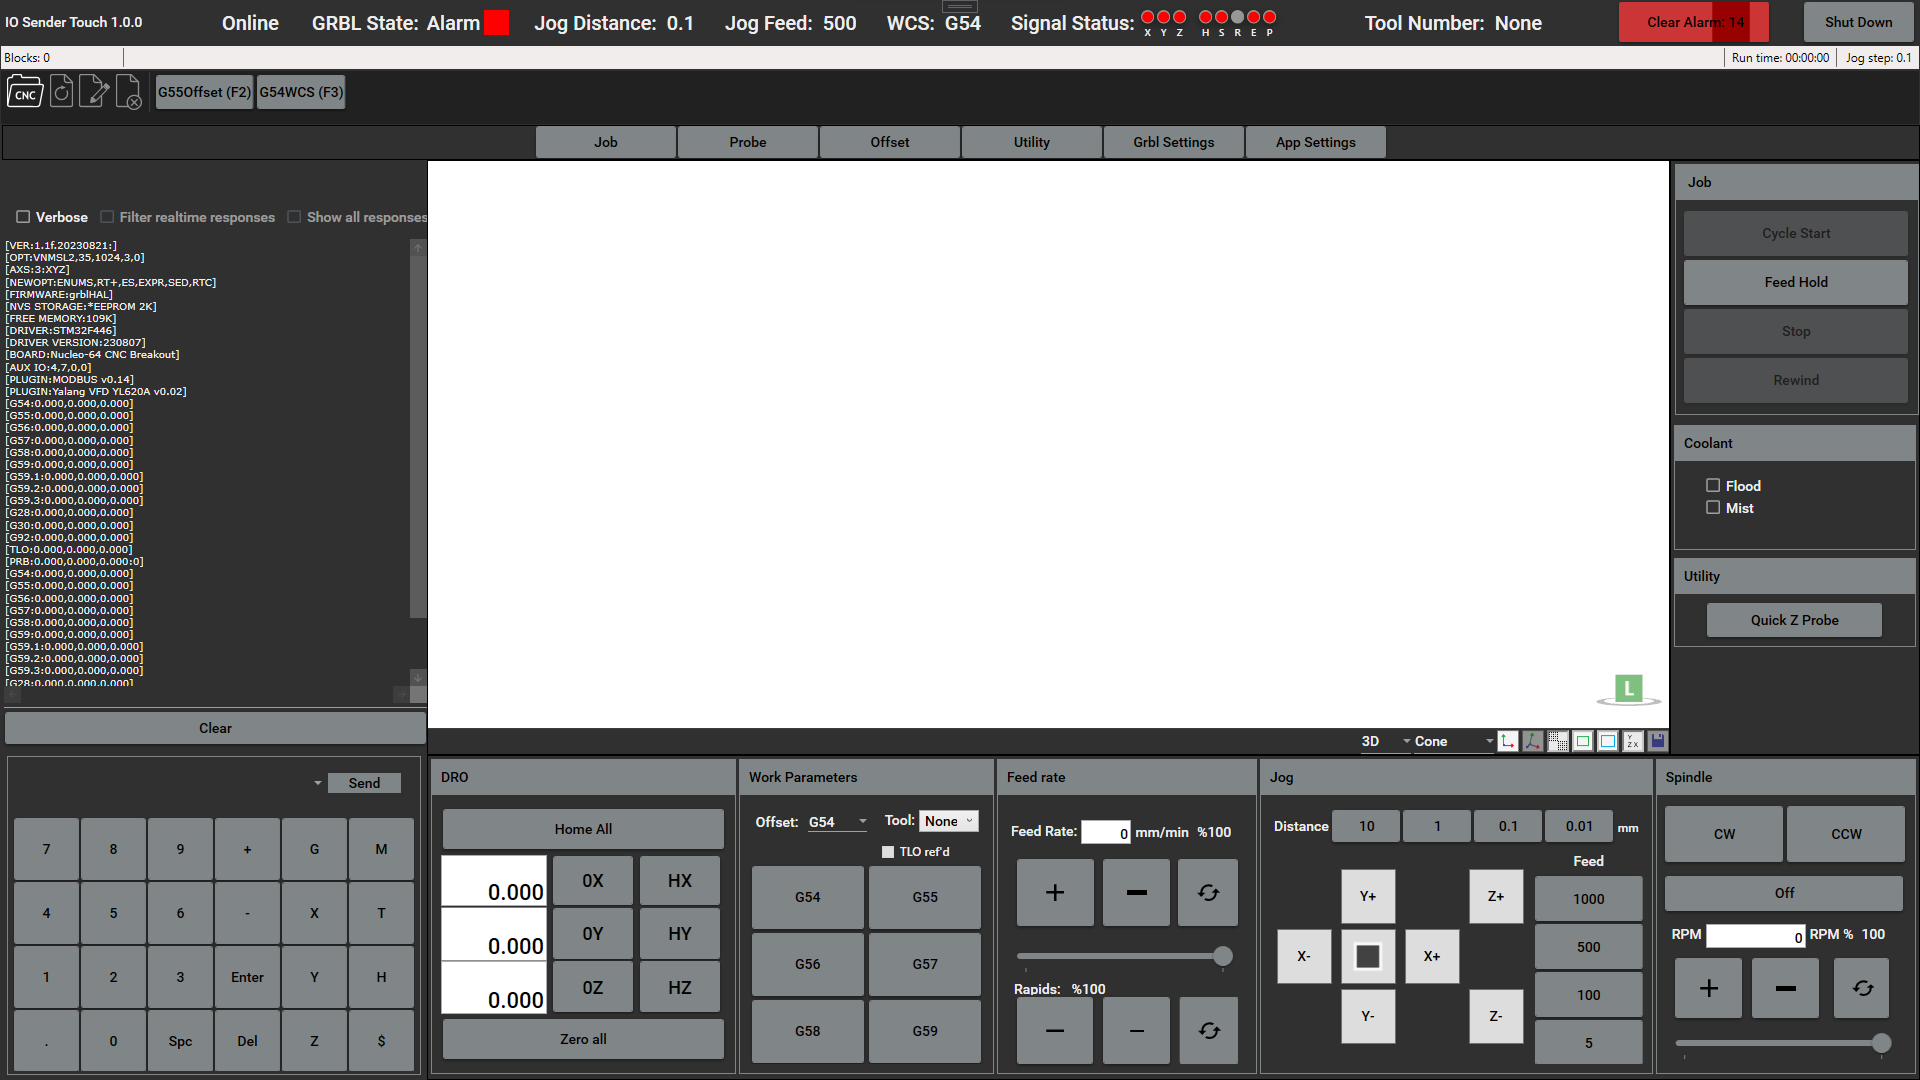 IO Sender Touch 1.0.0
Online
GRBL State: Alarm
Jog Distance: 0.1
Jog Feed: 500
WCS: G54
Signal Status:
X Y Z H S R E P
Tool Number: None
Clear Alarm: 14
Shut Down
Blocks: 0
Run time: 00:00:00
Jog step: 0.1
CNC
G55Offset (F2)
G54WCS (F3)
Job
Probe
Offset
Utility
Grbl Settings
App Settings
Verbose
Filter realtime responses
Show all responses
[VER:1.1f.20230821:]
[OPT:VNMSL2,35,1024,3,0]
[AXS:3:XYZ]
[NEWOPT:ENUMS,RT+,ES,EXPR,SED,RTC]
[FIRMWARE:grblHAL]
[NVS STORAGE:*EEPROM 2K]
[FREE MEMORY:109K]
[DRIVER:STM32F446]
[DRIVER VERSION:230807]
[BOARD:Nucleo-64 CNC Breakout]
[AUX IO:4,7,0,0]
[PLUGIN:MODBUS v0.14]
[PLUGIN:Yalang VFD YL620A v0.02]
[G54:0.000,0.000,0.000]
[G55:0.000,0.000,0.000]
[G56:0.000,0.000,0.000]
[G57:0.000,0.000,0.000]
[G58:0.000,0.000,0.000]
[G59:0.000,0.000,0.000]
[G59.1:0.000,0.000,0.000]
[G59.2:0.000,0.000,0.000]
[G59.3:0.000,0.000,0.000]
[G28:0.000,0.000,0.000]
[G30:0.000,0.000,0.000]
[G92:0.000,0.000,0.000]
[TLO:0.000,0.000,0.000]
[PRB:0.000,0.000,0.000:0]
[G54:0.000,0.000,0.000]
[G55:0.000,0.000,0.000]
[G56:0.000,0.000,0.000]
[G57:0.000,0.000,0.000]
[G58:0.000,0.000,0.000]
[G59:0.000,0.000,0.000]
[G59.1:0.000,0.000,0.000]
[G59.2:0.000,0.000,0.000]
[G59.3:0.000,0.000,0.000]
[G28:0.000,0.000,0.000]
Clear
Send
7 8 9 + G M
4 5 6 - X T
1 2 3 Enter Y H
. 0 Spc Del Z $
L
3D
Cone
Y
Z X
DRO
Home All
0.000 0X HX
0.000 0Y HY
0.000 0Z HZ
Zero all
Work Parameters
Offset: G54
Tool: None
TLO ref'd
G54 G55
G56 G57
G58 G59
Feed rate
Feed Rate: 0 mm/min %100
+ −
Rapids: %100
− −
Jog
Distance 10 1 0.1 0.01 mm
Feed
Y+ Z+ 1000
X- X+ 500
Y- Z- 100
5
Job
Cycle Start
Feed Hold
Stop
Rewind
Coolant
Flood
Mist
Utility
Quick Z Probe
Spindle
CW CCW
Off
RPM 0 RPM % 100
+ −